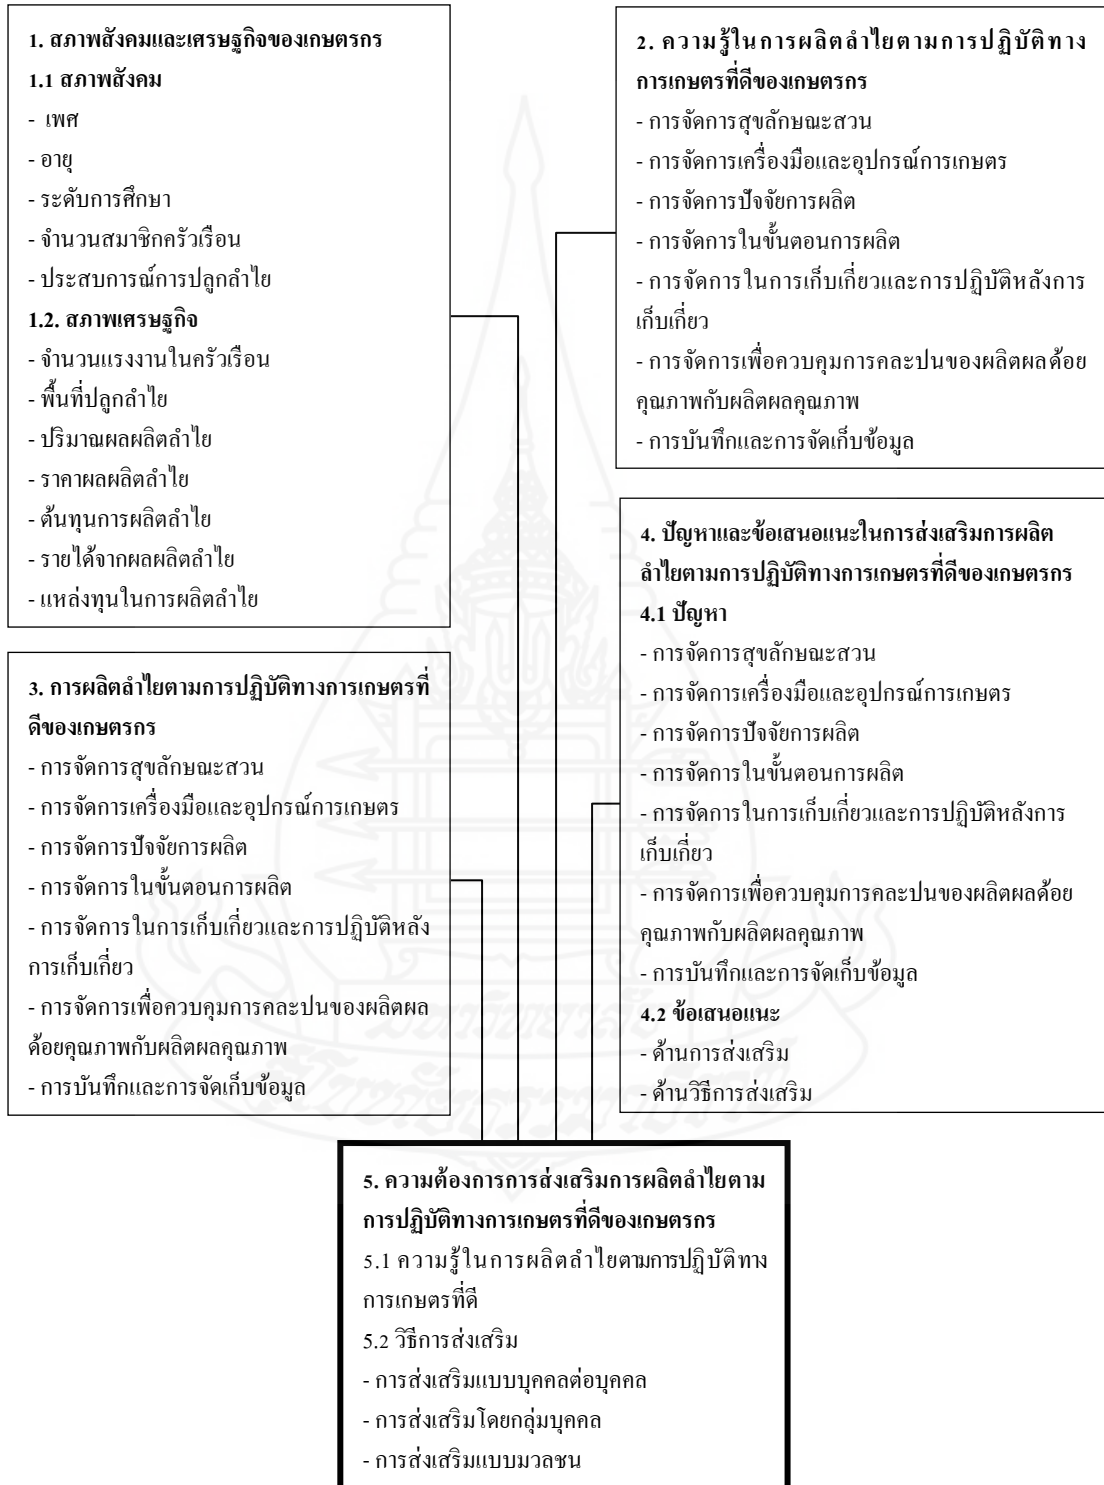 1. สภาพสังคมและเศรษฐกิจของเกษตรกร
1.1 สภาพสังคม
- เพศ
- อายุ
- ระดับการศึกษา
- จำนวนสมาชิกครัวเรือน
- ประสบการณ์การปลูกลำไย
1.2. สภาพเศรษฐกิจ
- จำนวนแรงงานในครัวเรือน
- พื้นที่ปลูกลำไย
- ปริมาณผลผลิตลำไย
- ราคาผลผลิตลำไย
- ต้นทุนการผลิตลำไย
- รายได้จากผลผลิตลำไย
- แหล่งทุนในการผลิตลำไย
2. ความรู้ในการผลิตลำไยตามการปฏิบัติทาง
การเกษตรที่ดีของเกษตรกร
- การจัดการสุขลักษณะสวน
- การจัดการเครื่องมือและอุปกรณ์การเกษตร
- การจัดการปัจจัยการผลิต
- การจัดการในขั้นตอนการผลิต
- การจัดการในการเก็บเกี่ยวและการปฏิบัติหลังการ
เก็บเกี่ยว
- การจัดการเพื่อควบคุมการคละปนของผลิตผลด้อย
คุณภาพกับผลิตผลคุณภาพ
- การบันทึกและการจัดเก็บข้อมูล
3. การผลิตลำไยตามการปฏิบัติทางการเกษตรที่
ดีของเกษตรกร
- การจัดการสุขลักษณะสวน
- การจัดการเครื่องมือและอุปกรณ์การเกษตร
- การจัดการปัจจัยการผลิต
- การจัดการในขั้นตอนการผลิต
- การจัดการในการเก็บเกี่ยวและการปฏิบัติหลัง
การเก็บเกี่ยว
- การจัดการเพื่อควบคุมการคละปนของผลิตผล
ด้อยคุณภาพกับผลิตผลคุณภาพ
- การบันทึกและการจัดเก็บข้อมูล
4. ปัญหาและข้อเสนอแนะในการส่งเสริมการผลิต
ลำไยตามการปฏิบัติทางการเกษตรที่ดีของเกษตรกร
4.1 ปัญหา
- การจัดการสุขลักษณะสวน
- การจัดการเครื่องมือและอุปกรณ์การเกษตร
- การจัดการปัจจัยการผลิต
- การจัดการในขั้นตอนการผลิต
- การจัดการในการเก็บเกี่ยวและการปฏิบัติหลังการ
เก็บเกี่ยว
- การจัดการเพื่อควบคุมการคละปนของผลิตผลด้อย
คุณภาพกับผลิตผลคุณภาพ
- การบันทึกและการจัดเก็บข้อมูล
4.2 ข้อเสนอแนะ
- ด้านการส่งเสริม
- ด้านวิธีการส่งเสริม
มหาวิทยาลัย
สุโขทัยธรรมาธิราช
5. ความต้องการการส่งเสริมการผลิตลำไยตาม
การปฏิบัติทางการเกษตรที่ดีของเกษตรกร
5.1 ความรู้ในการผลิตลำไยตามการปฏิบัติทาง
การเกษตรที่ดี
5.2 วิธีการส่งเสริม
- การส่งเสริมแบบบุคคลต่อบุคคล
- การส่งเสริมโดยกลุ่มบุคคล
- การส่งเสริมแบบมวลชน